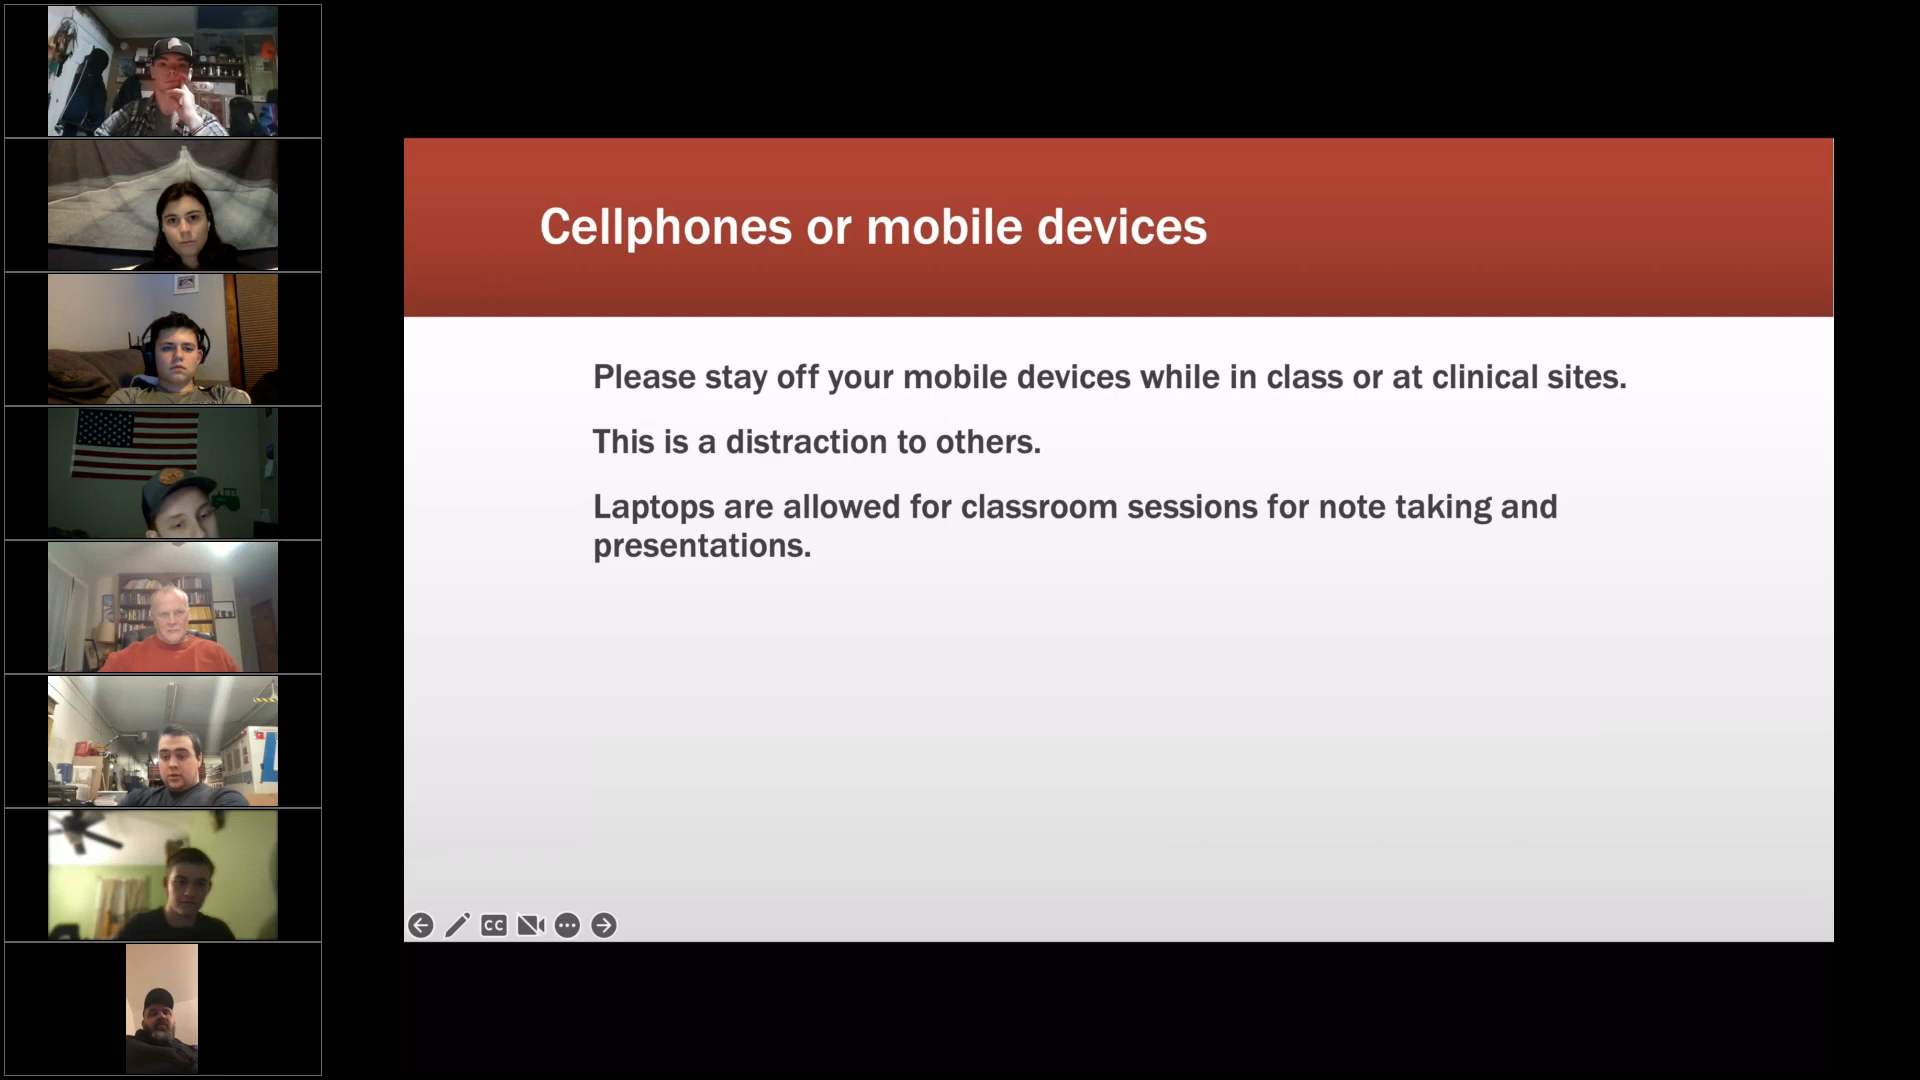 Cellphones or mobile devices
Please stay off your mobile devices while in class or at clinical sites.
This is a distraction to others.
Laptops are allowed for classroom sessions for note taking and
presentations.
CC